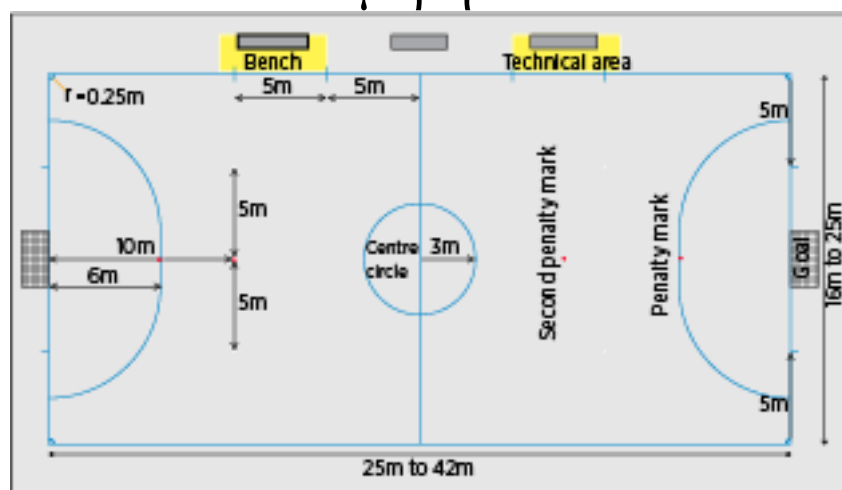 Bench
Technical area
5m
5m
r =0.25m
5m
5m
Second penalty mark
Penalty mark
10m
Centre
circle
3m
Goal
16m to 25m
6m
5m
5m
25m to 42m